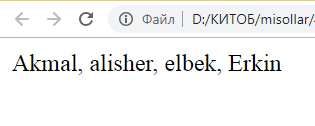 Файл | D:/КИТОБ/misollar/
Akmal, alisher, elbek, Erkin